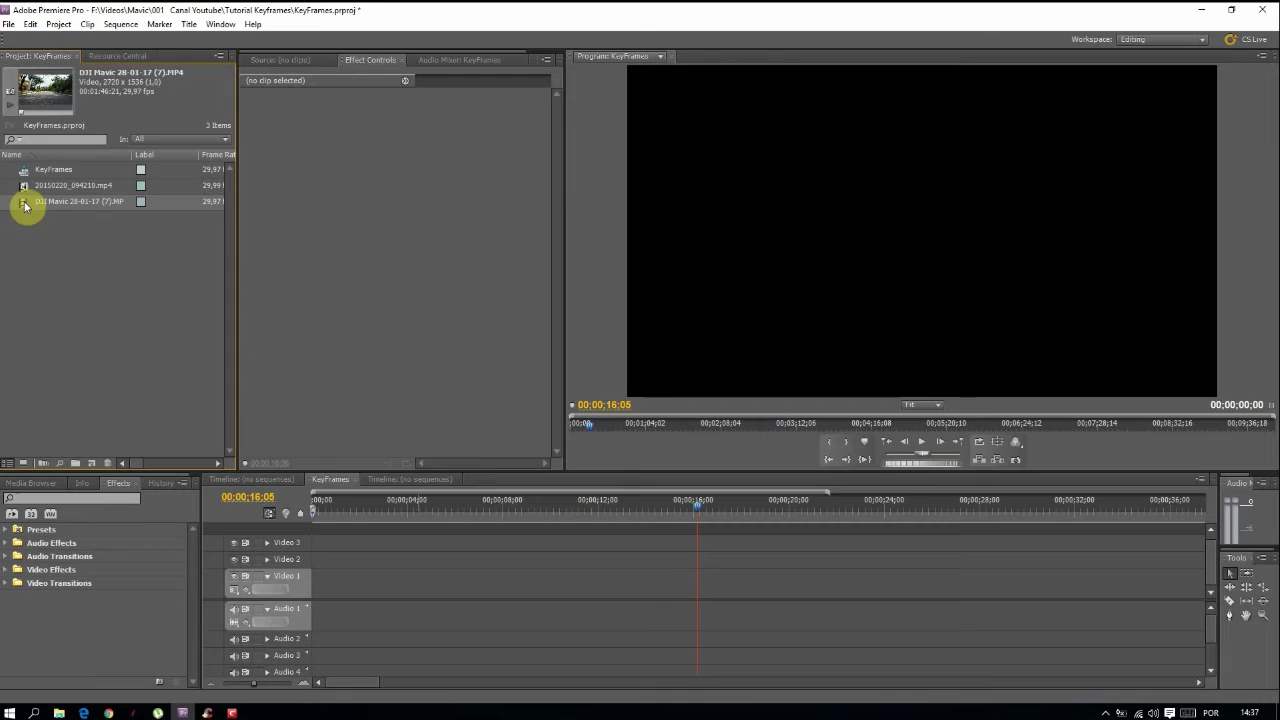 Adobe Premiere Pro - F:\Videos\Mavic\001 Canal Youtube\Tutorial Keyframes\KeyFrames.prproj *
File Edit Project Clip Sequence Marker Title Window Help
Workspace: Editing CS Live
Project: KeyFrames Resource Central
DJI Mavic 28-01-17 (7).MP4
Video, 2720 x 1536 (1,0)
00:01:46:21, 29,97 fps
KeyFrames.prproj 3 Items
In: All
Name Label Frame Rat
KeyFrames 29,97
20150220_094210.mp4 29,99
DJI Mavic 28-01-17 (7).MP 29,97
Source: (no clips) Effect Controls Audio Mixer: KeyFrames
(no clip selected)
00;00;16;05
Program: KeyFrames
00;00;16;05 Fit 00;00;00;00
;00;00 00;01;04;02 00;02;08;04 00;03;12;06 00;04;16;08 00;05;20;10 00;06;24;12 00;07;28;14 00;08;32;16 00;09;36;18
Media Browser Info Effects History
Presets
Audio Effects
Audio Transitions
Video Effects
Video Transitions
Timeline: (no sequences) KeyFrames Timeline: (no sequences)
00;00;16;05
;00;00 00;00;04;00 00;00;08;00 00;00;12;00 00;00;16;00 00;00;20;00 00;00;24;00 00;00;28;00 00;00;32;00 00;00;36;00
Video 3
Video 2
Video 1
Audio 1
Audio 2
Audio 3
Audio 4
Audio M
0
Tools
POR 14:37